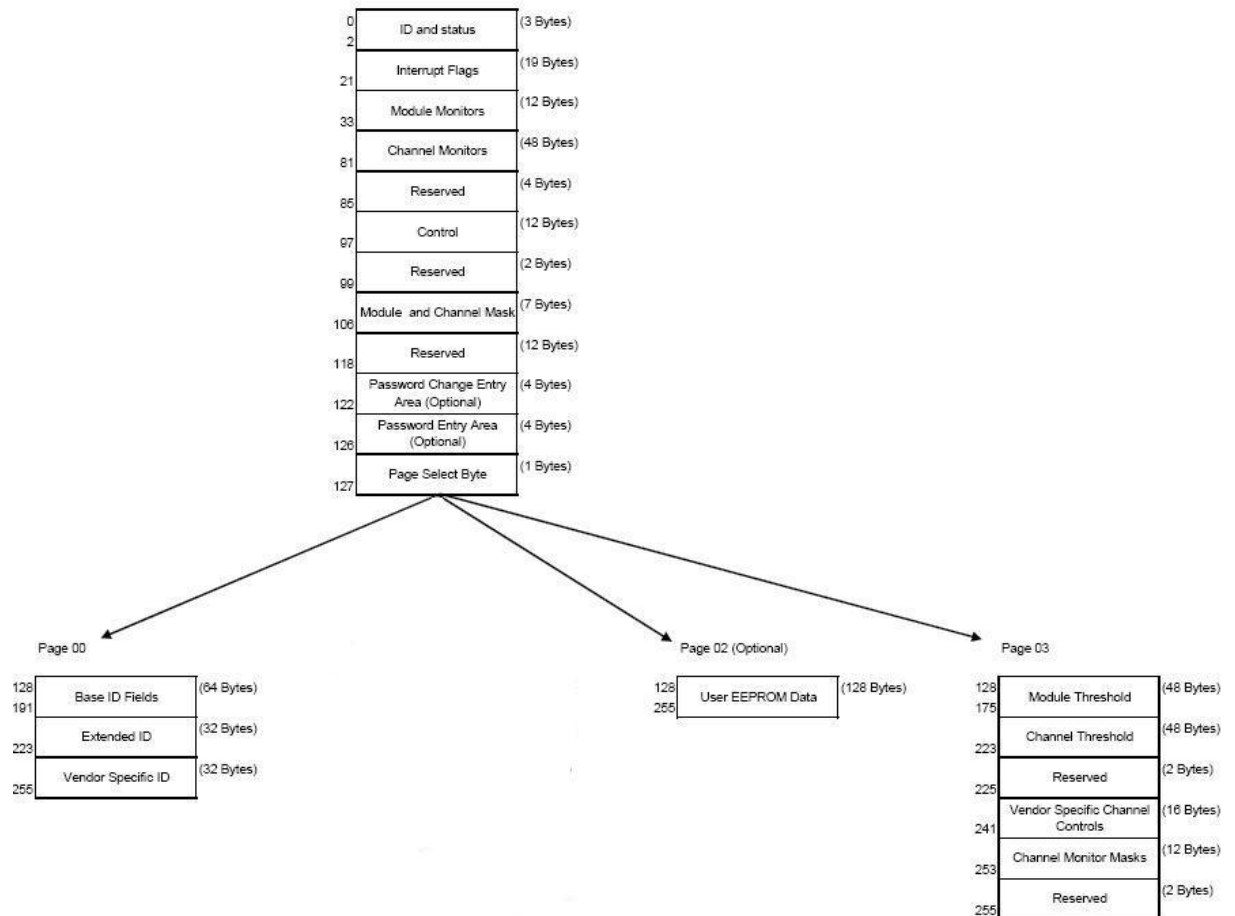 0
ID and status
(3 Bytes)
2
Interrupt Flags
(19 Bytes)
21
Module Monitors
(12 Bytes)
33
Channel Monitors
(48 Bytes)
81
Reserved
(4 Bytes)
85
Control
(12 Bytes)
97
Reserved
(2 Bytes)
99
Module and Channel Mask
(7 Bytes)
106
Reserved
(12 Bytes)
118
Password Change Entry
Area (Optional)
(4 Bytes)
122
Password Entry Area
(Optional)
(4 Bytes)
126
Page Select Byte
(1 Bytes)
127
Page 00
128
Base ID Fields
(64 Bytes)
191
Extended ID
(32 Bytes)
223
Vendor Specific ID
(32 Bytes)
255
Page 02 (Optional)
128
User EEPROM Data
(128 Bytes)
255
Page 03
128
Module Threshold
(48 Bytes)
175
Channel Threshold
(48 Bytes)
223
Reserved
(2 Bytes)
225
Vendor Specific Channel
Controls
(16 Bytes)
241
Channel Monitor Masks
(12 Bytes)
253
Reserved
(2 Bytes)
255